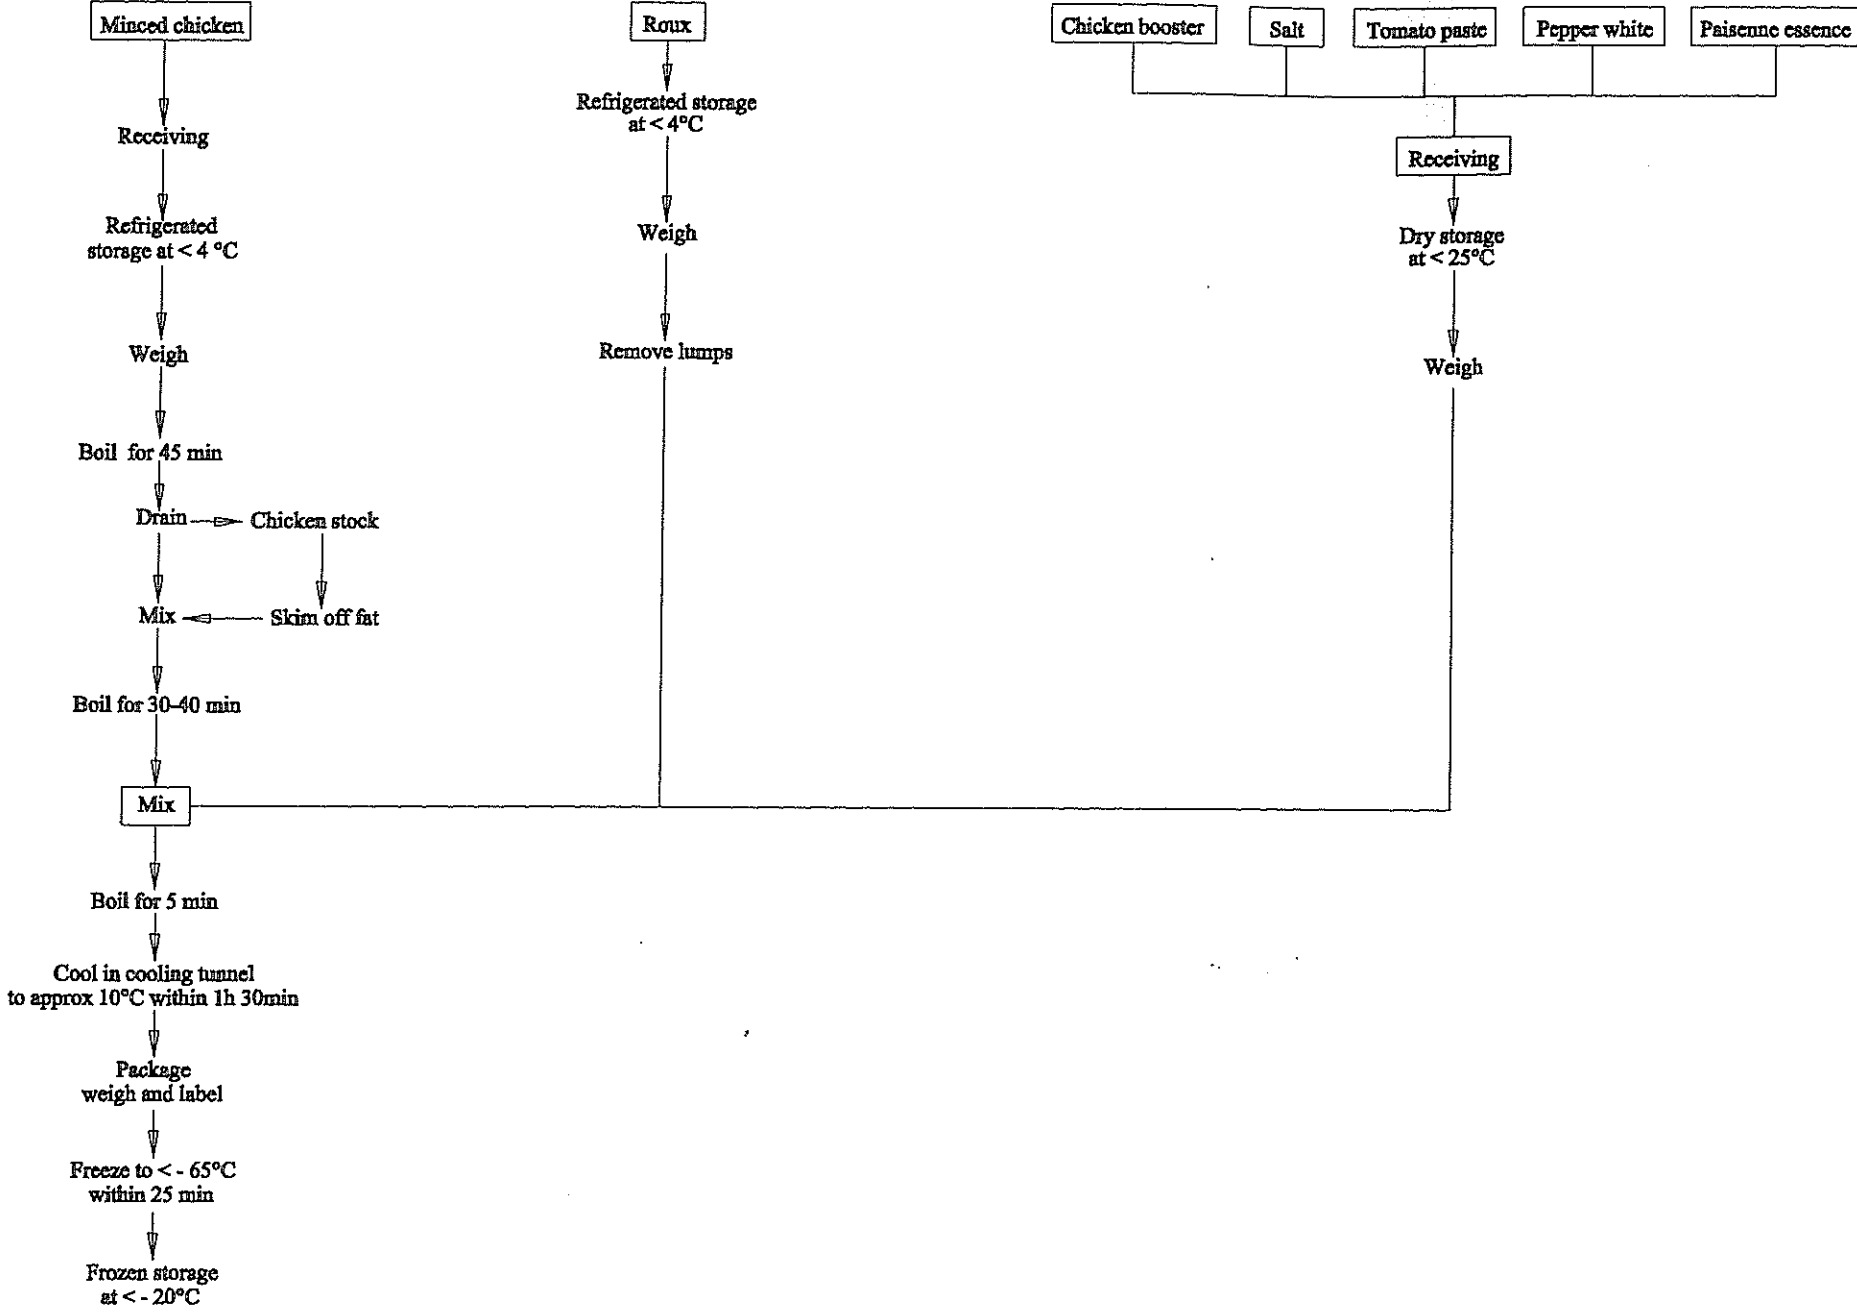 Minced chicken
Roux
Chicken booster
Salt
Tomato paste
Pepper white
Paisenne essence
Refrigerated storage
at < 4°C
Receiving
Receiving
Refrigerated
storage at < 4 °C
Weigh
Dry storage
at < 25°C
Weigh
Remove lumps
Weigh
Boil for 45 min
Drain
Chicken stock
Mix
Skim off fat
Boil for 30-40 min
Mix
Boil for 5 min
Cool in cooling tunnel
to approx 10°C within 1h 30min
Package
weigh and label
Freeze to < - 65°C
within 25 min
Frozen storage
at < - 20°C